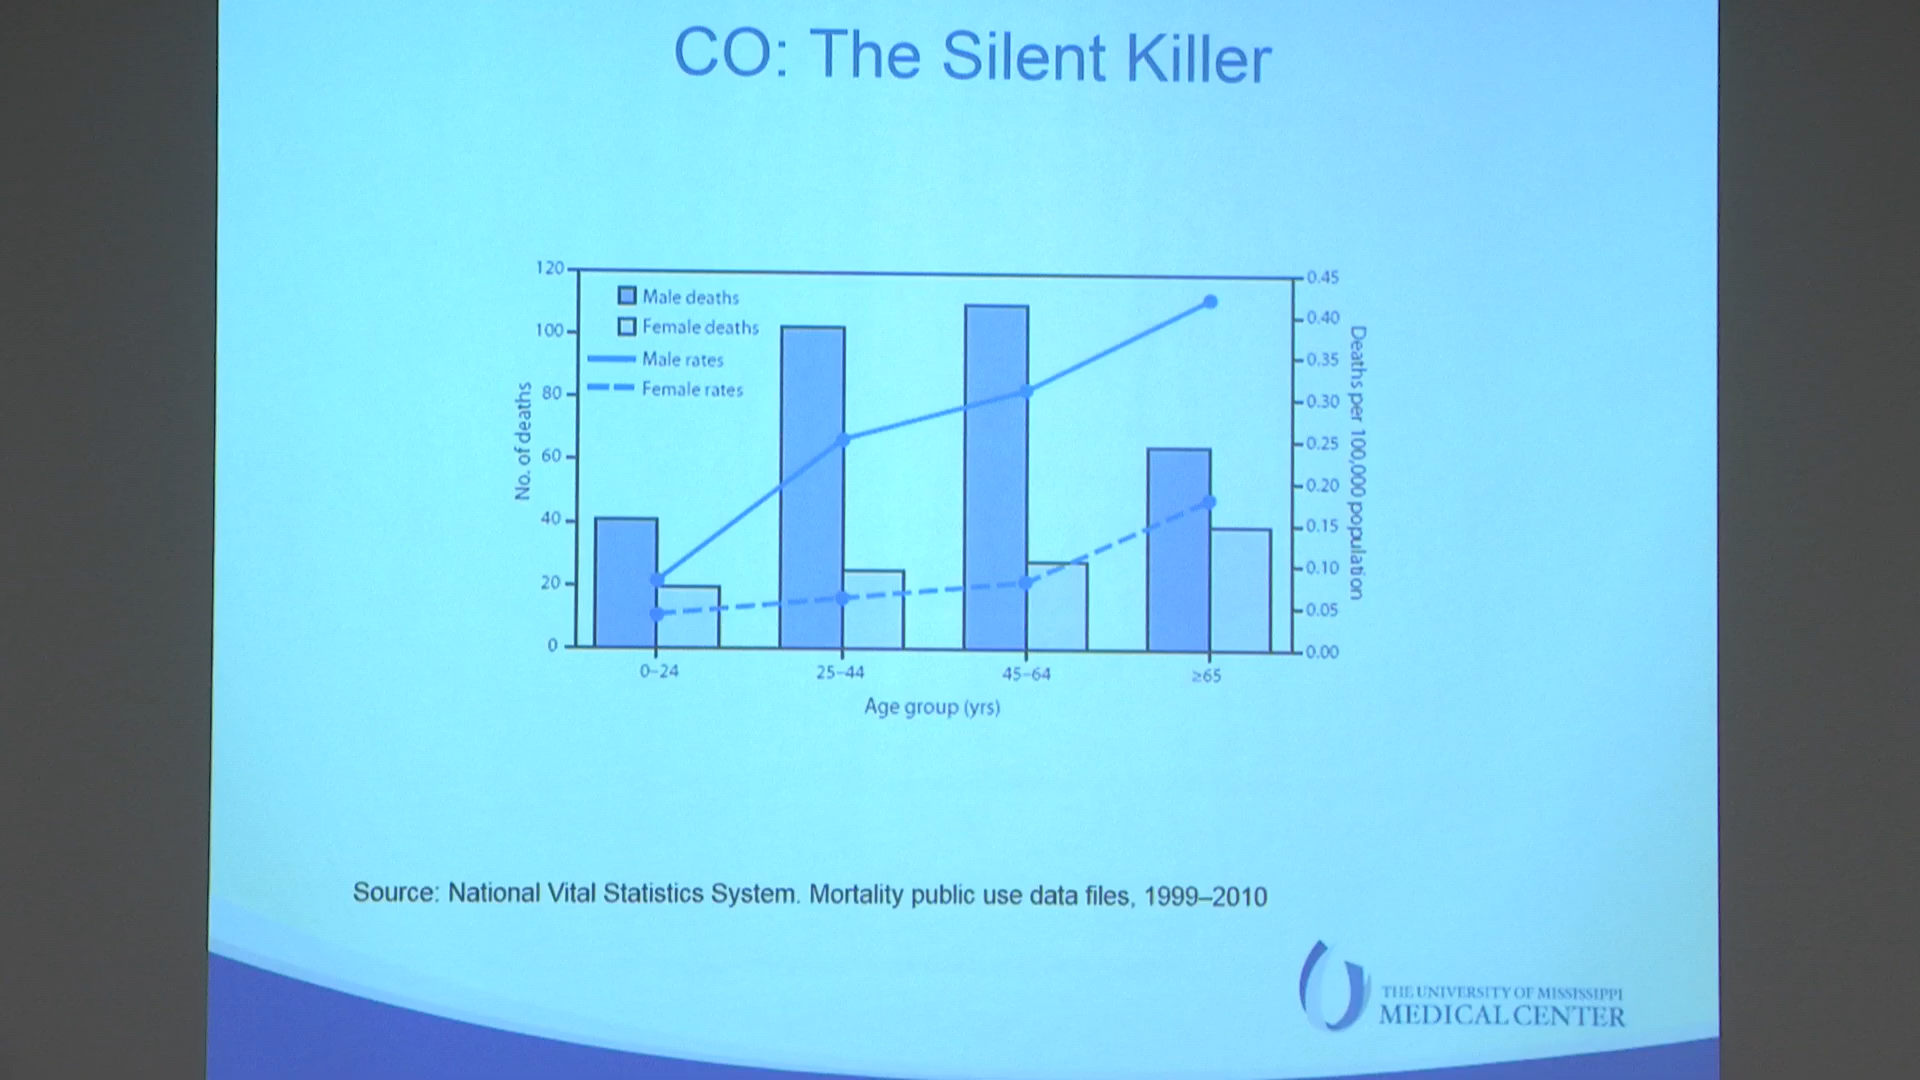 CO: The Silent Killer
120
100
80
60
40
20
0
No. of deaths
Male deaths
Female deaths
Male rates
Female rates
0.45
0.40
0.35
0.30
0.25
0.20
0.15
0.10
0.05
0.00
Deaths per 100,000 population
0–24
25–44
45–64
≥65
Age group (yrs)
Source: National Vital Statistics System. Mortality public use data files, 1999–2010
THE UNIVERSITY OF MISSISSIPPI
MEDICAL CENTER